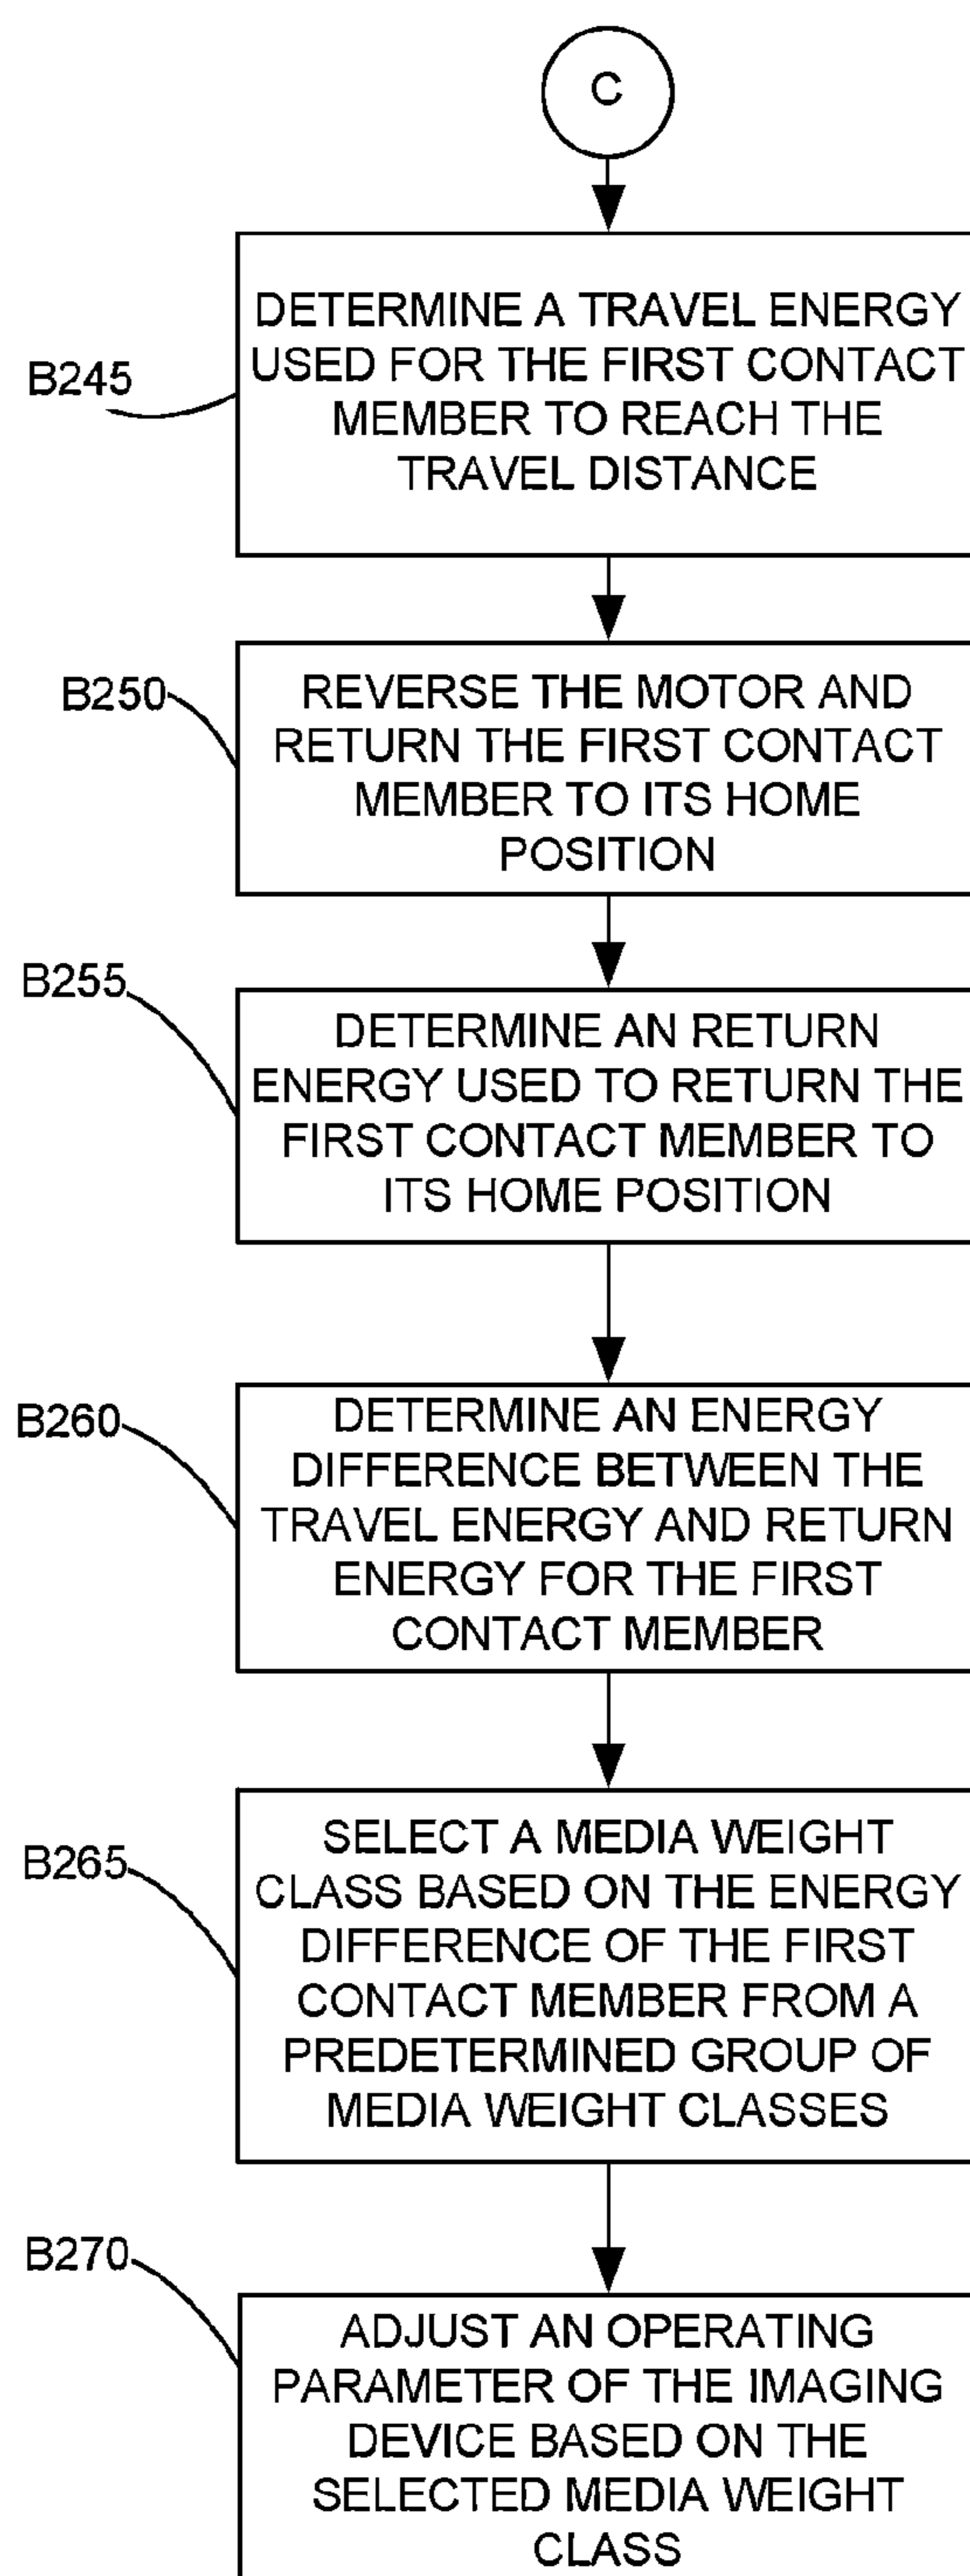 C
B245
DETERMINE A TRAVEL ENERGY
USED FOR THE FIRST CONTACT
MEMBER TO REACH THE
TRAVEL DISTANCE
B250
REVERSE THE MOTOR AND
RETURN THE FIRST CONTACT
MEMBER TO ITS HOME
POSITION
B255
DETERMINE AN RETURN
ENERGY USED TO RETURN THE
FIRST CONTACT MEMBER TO
ITS HOME POSITION
B260
DETERMINE AN ENERGY
DIFFERENCE BETWEEN THE
TRAVEL ENERGY AND RETURN
ENERGY FOR THE FIRST
CONTACT MEMBER
B265
SELECT A MEDIA WEIGHT
CLASS BASED ON THE ENERGY
DIFFERENCE OF THE FIRST
CONTACT MEMBER FROM A
PREDETERMINED GROUP OF
MEDIA WEIGHT CLASSES
B270
ADJUST AN OPERATING
PARAMETER OF THE IMAGING
DEVICE BASED ON THE
SELECTED MEDIA WEIGHT
CLASS